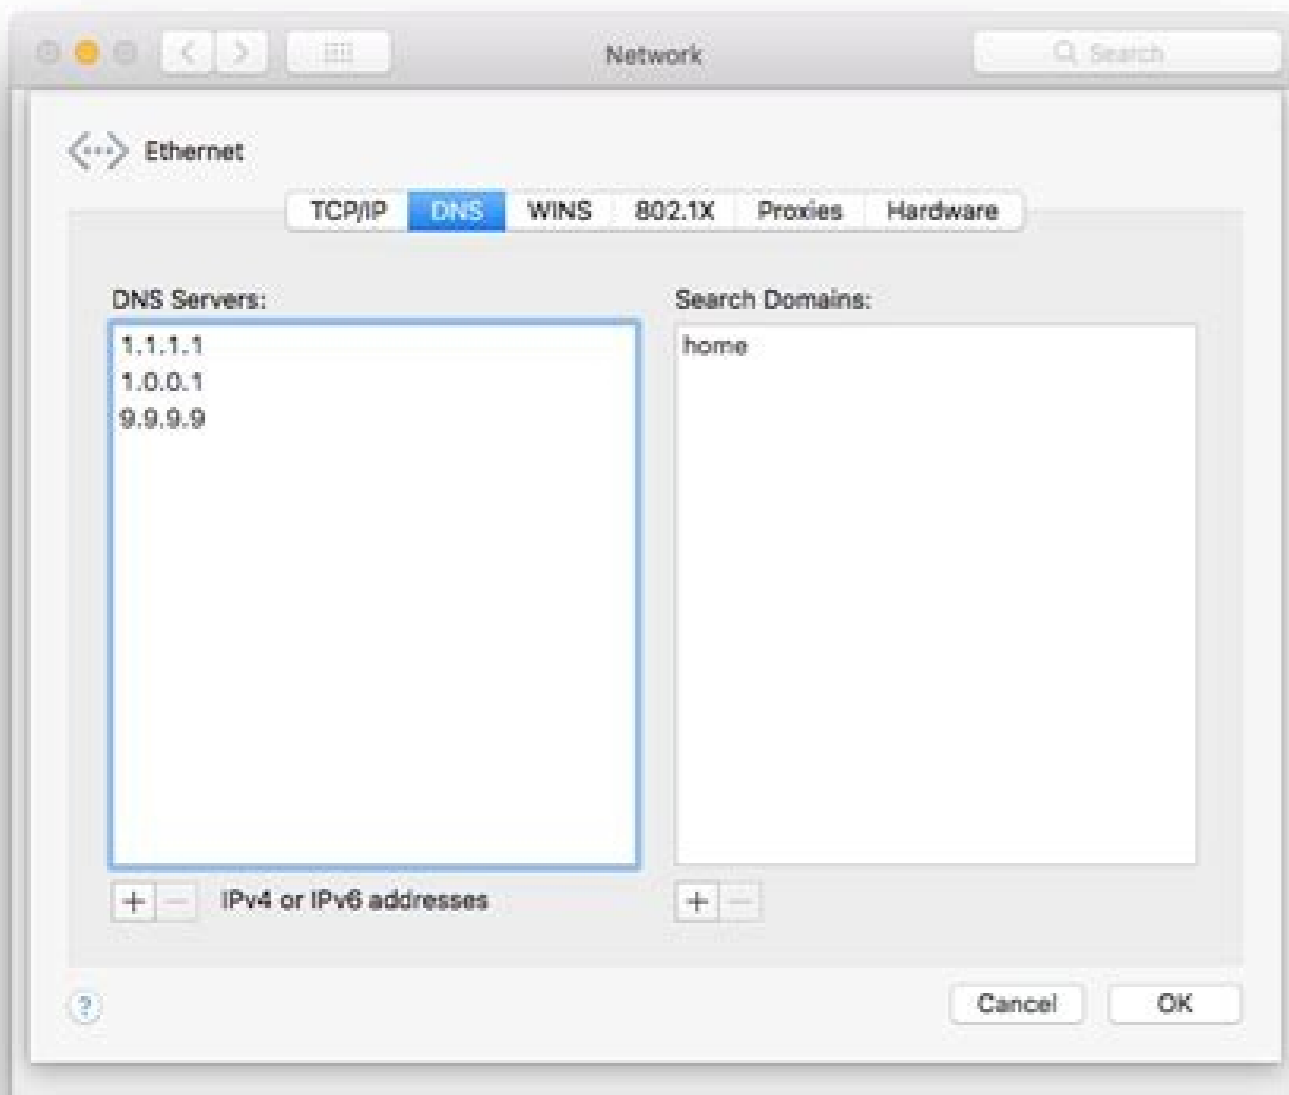 Network
Search
Ethernet
TCP/IP DNS WINS 802.1X Proxies Hardware
DNS Servers:
1.1.1.1
1.0.0.1
9.9.9.9
IPv4 or IPv6 addresses
Search Domains:
home
?
Cancel OK